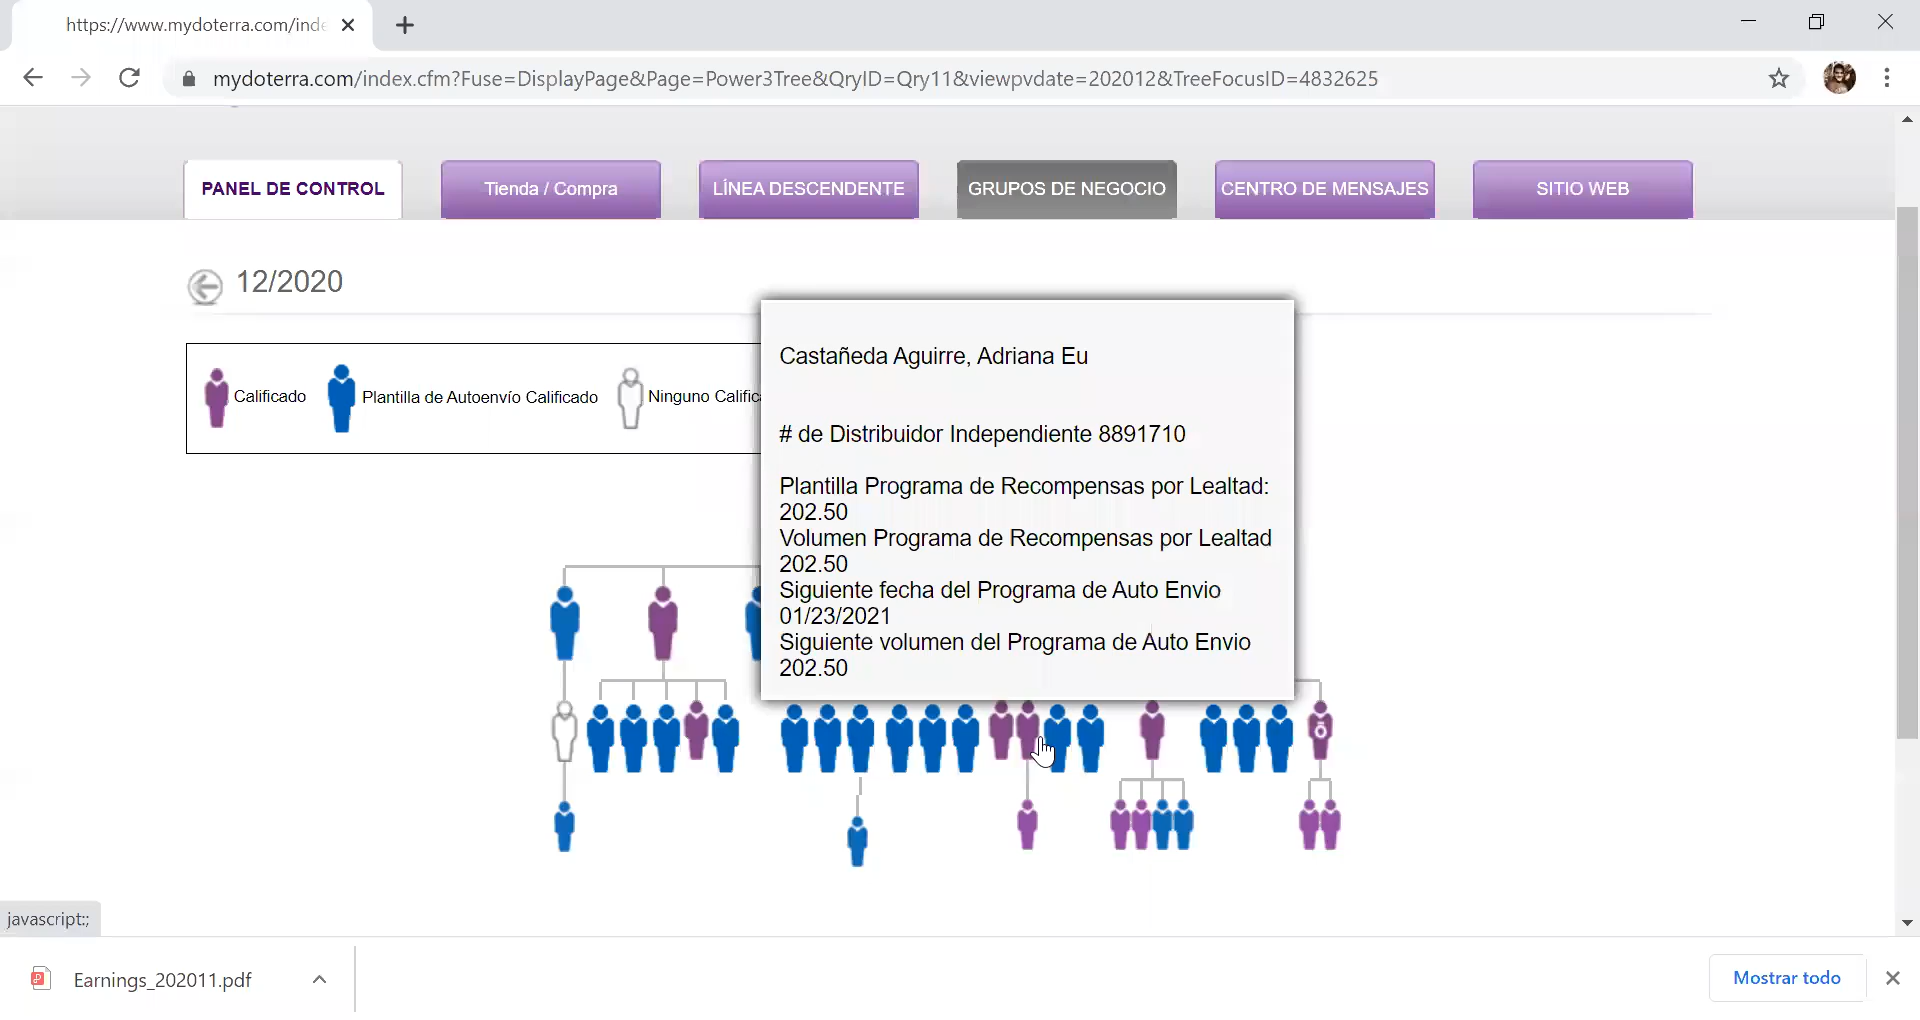 https://www.mydoterra.com/inde
mydoterra.com/index.cfm?Fuse=DisplayPage&Page=Power3Tree&QryID=Qry11&viewpvdate=202012&TreeFocusID=4832625
PANEL DE CONTROL
Tienda / Compra
LÍNEA DESCENDENTE
GRUPOS DE NEGOCIO
CENTRO DE MENSAJES
SITIO WEB
12/2020
Calificado
Plantilla de Autoenvío Calificado
Ninguno Calific
Castañeda Aguirre, Adriana Eu
# de Distribuidor Independiente 8891710
Plantilla Programa de Recompensas por Lealtad:
202.50
Volumen Programa de Recompensas por Lealtad
202.50
Siguiente fecha del Programa de Auto Envio
01/23/2021
Siguiente volumen del Programa de Auto Envio
202.50
ō
javascript:;
Earnings_202011.pdf
Mostrar todo